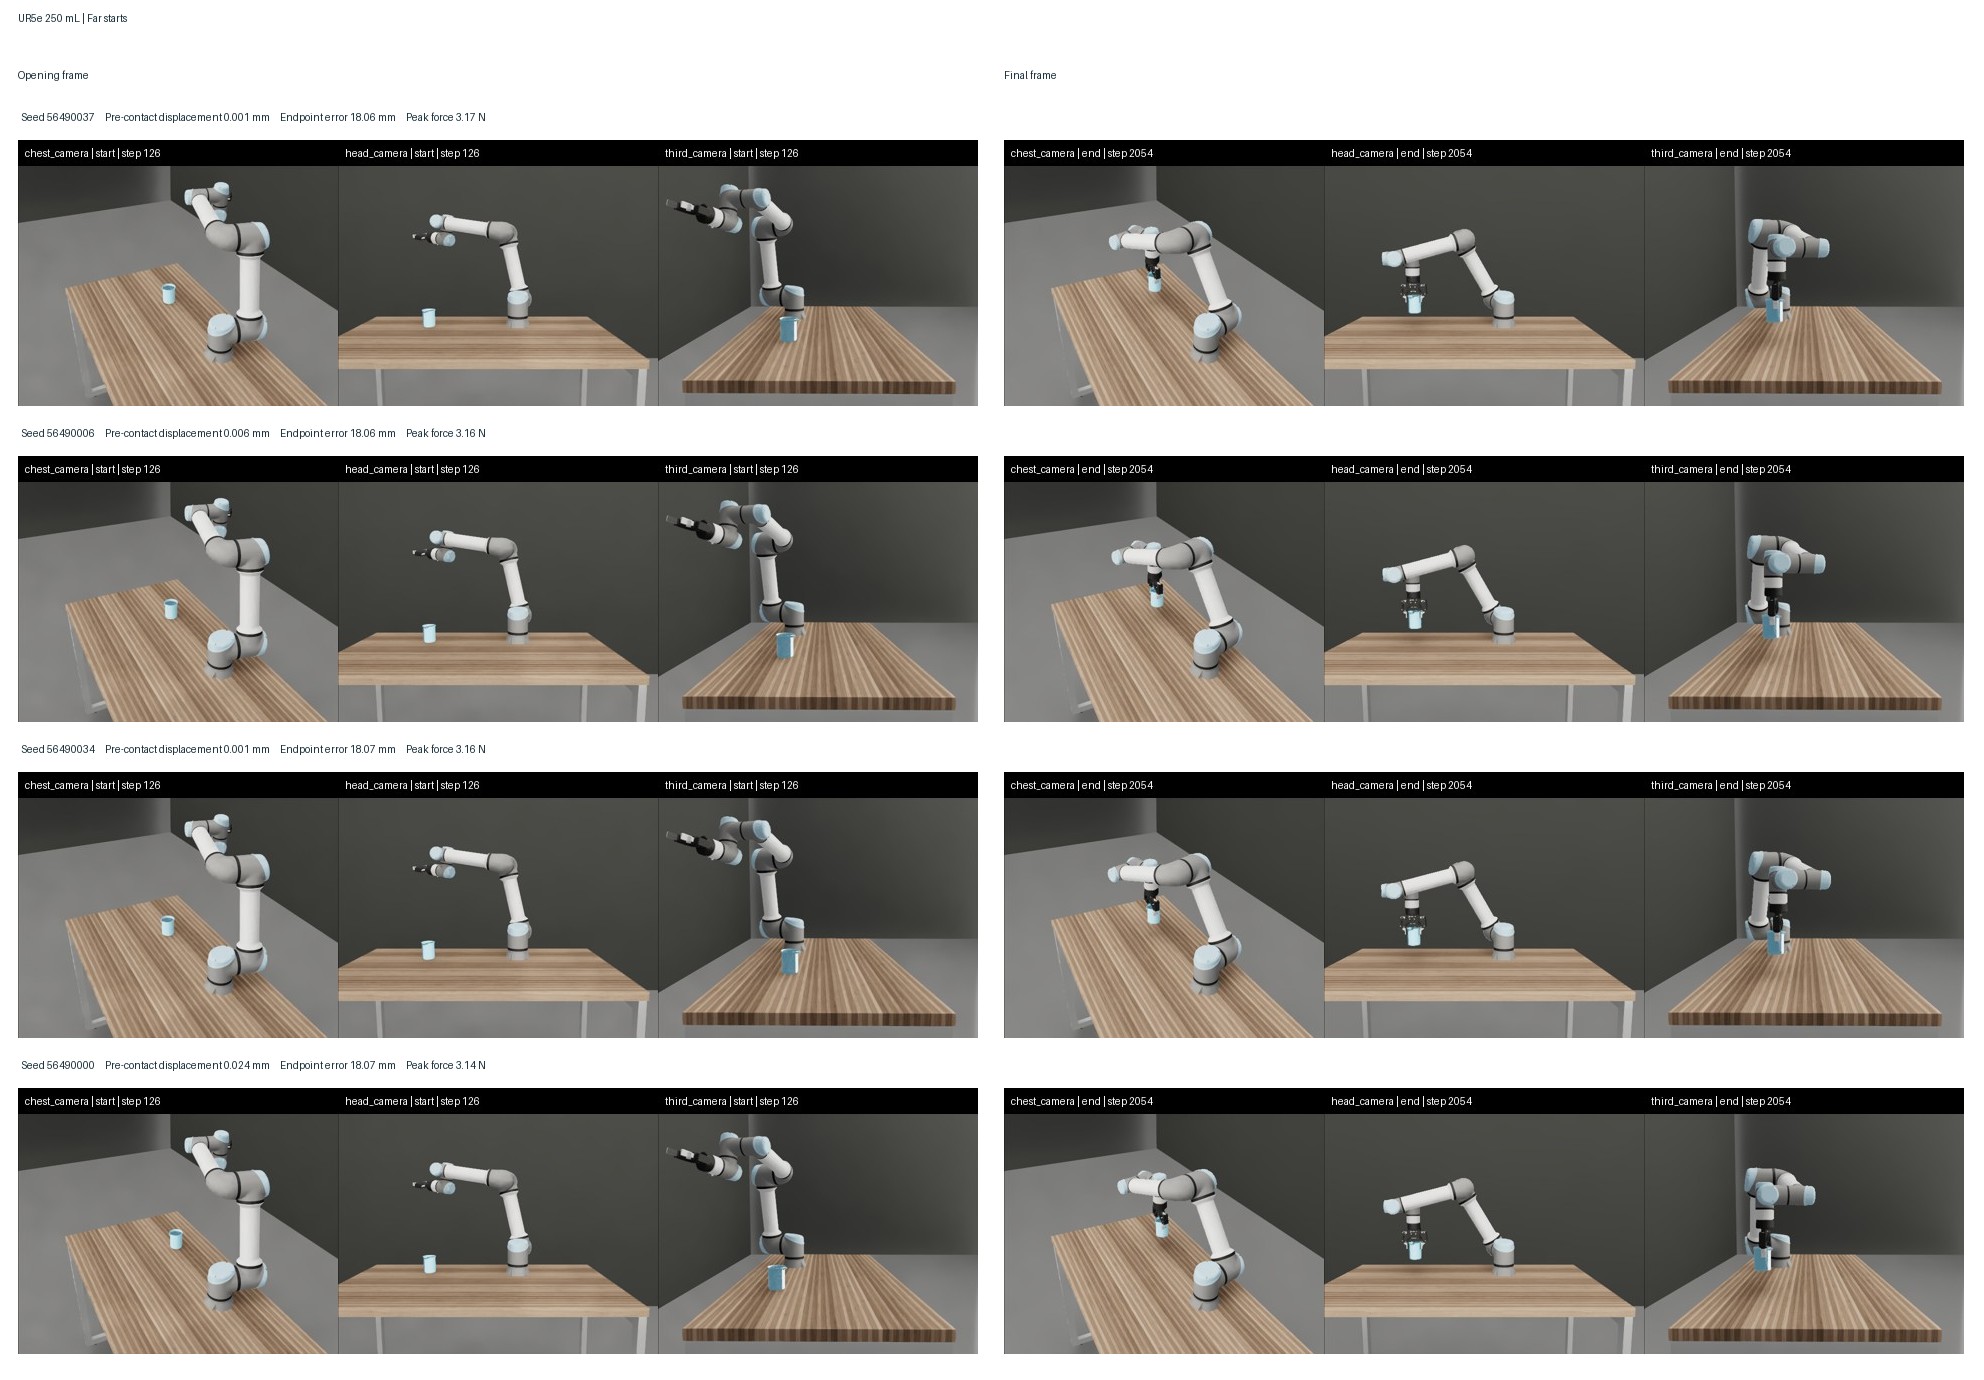 UR5e 250 mL | Far starts
Opening frame
Final frame
Seed 56490037 Pre-contact displacement 0.001 mm Endpoint error 18.06 mm Peak force 3.17 N
chest_camera | start | step 126
head_camera | start | step 126
third_camera | start | step 126
chest_camera | end | step 2054
head_camera | end | step 2054
third_camera | end | step 2054
Seed 56490006 Pre-contact displacement 0.006 mm Endpoint error 18.06 mm Peak force 3.16 N
chest_camera | start | step 126
head_camera | start | step 126
third_camera | start | step 126
chest_camera | end | step 2054
head_camera | end | step 2054
third_camera | end | step 2054
Seed 56490034 Pre-contact displacement 0.001 mm Endpoint error 18.07 mm Peak force 3.16 N
chest_camera | start | step 126
head_camera | start | step 126
third_camera | start | step 126
chest_camera | end | step 2054
head_camera | end | step 2054
third_camera | end | step 2054
Seed 56490000 Pre-contact displacement 0.024 mm Endpoint error 18.07 mm Peak force 3.14 N
chest_camera | start | step 126
head_camera | start | step 126
third_camera | start | step 126
chest_camera | end | step 2054
head_camera | end | step 2054
third_camera | end | step 2054